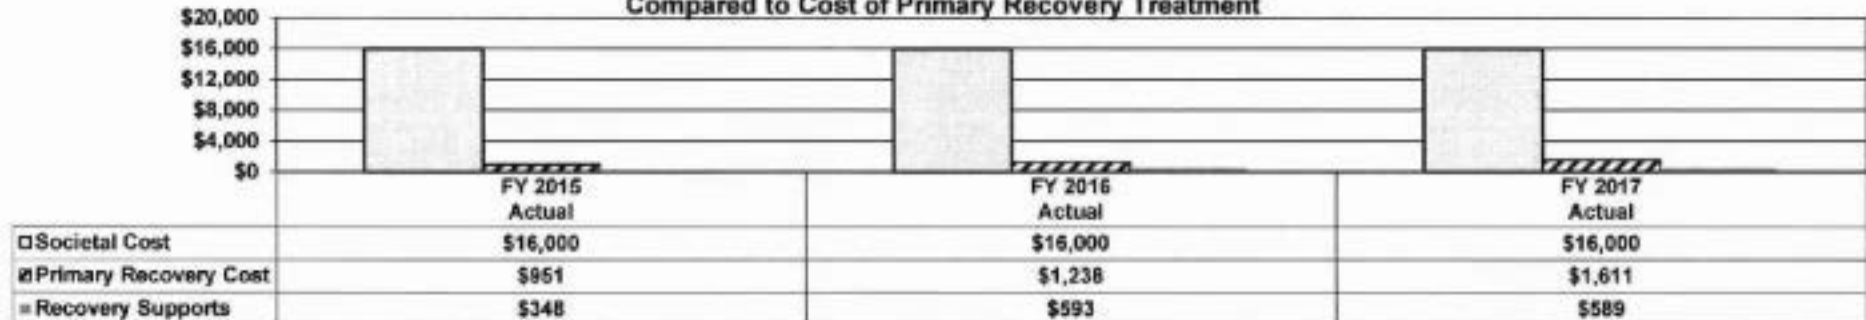 Compared to Cost of Primary Recovery Treatment
$20,000
$16,000
$12,000
$8,000
$4,000
$0
FY 2015 FY 2016 FY 2017
Actual Actual Actual
Societal Cost $16,000 $16,000 $16,000
Primary Recovery Cost $951 $1,238 $1,611
Recovery Supports $348 $593 $589